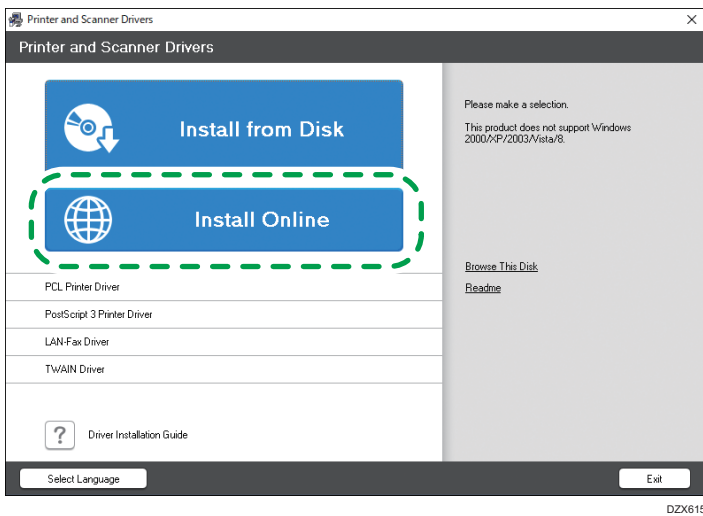 Printer and Scanner Drivers
Printer and Scanner Drivers
Install from Disk
Install Online
PCL Printer Driver
PostScript 3 Printer Driver
LAN-Fax Driver
TWAIN Driver
? Driver Installation Guide
Please make a selection.
This product does not support Windows
2000/XP/2003/Vista/8.
Browse This Disk
Readme
Select Language
Exit
DZX615